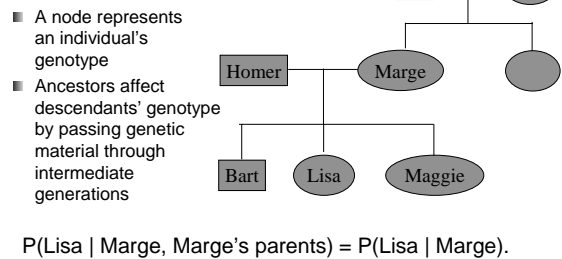 A node represents
an individual's
genotype
Ancestors affect
descendants' genotype
by passing genetic
material through
intermediate
generations
Homer
Marge
Bart
Lisa
Maggie
P(Lisa | Marge, Marge's parents) = P(Lisa | Marge).